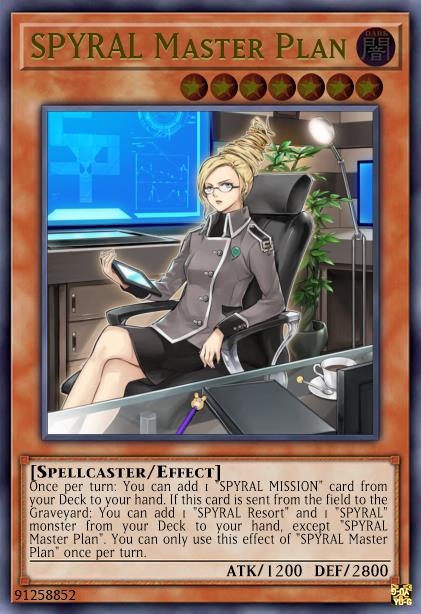 SPYRAL MASTER PLAN
DARK
闇
[SPELLCASTER/EFFECT]
Once per turn: You can add 1 "SPYRAL MISSION" card from
your Deck to your hand. If this card is sent from the field to the
Graveyard: You can add 1 "SPYRAL Resort" and 1 "SPYRAL"
monster from your Deck to your hand, except "SPYRAL
Master Plan". You can only use this effect of "SPYRAL Master
Plan" once per turn.
ATK/1200 DEF/2800
91258852